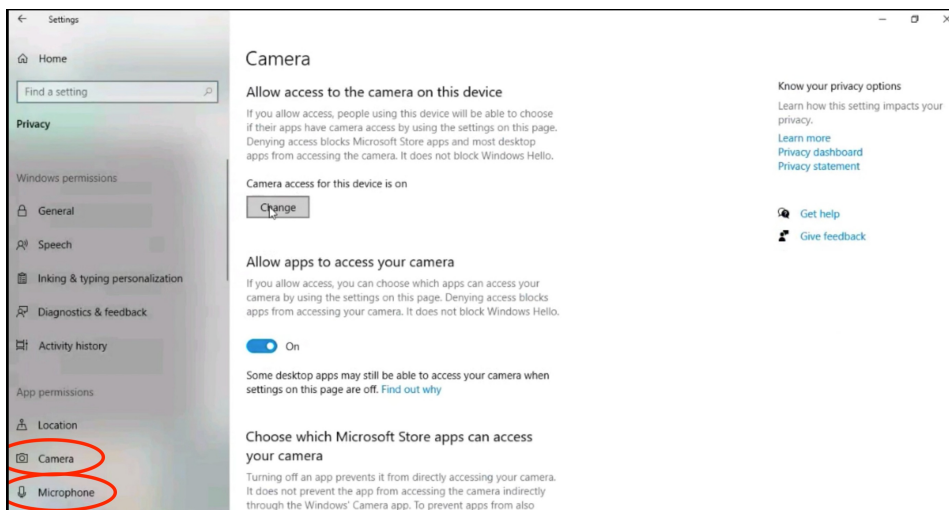 Settings
Home
Find a setting
Privacy
Windows permissions
General
Speech
Inking & typing personalization
Diagnostics & feedback
Activity history
App permissions
Location
Camera
Microphone
Camera
Allow access to the camera on this device
If you allow access, people using this device will be able to choose
if their apps have camera access by using the settings on this page.
Denying access blocks Microsoft Store apps and most desktop
apps from accessing the camera. It does not block Windows Hello.
Camera access for this device is on
Change
Allow apps to access your camera
If you allow access, you can choose which apps can access your
camera by using the settings on this page. Denying access blocks
apps from accessing your camera. It does not block Windows Hello.
On
Some desktop apps may still be able to access your camera when
settings on this page are off. Find out why
Choose which Microsoft Store apps can access
your camera
Turning off an app prevents it from directly accessing your camera.
It does not prevent the app from accessing the camera indirectly
through the Windows' Camera app. To prevent apps from also
Know your privacy options
Learn how this setting impacts your
privacy.
Learn more
Privacy dashboard
Privacy statement
Get help
Give feedback